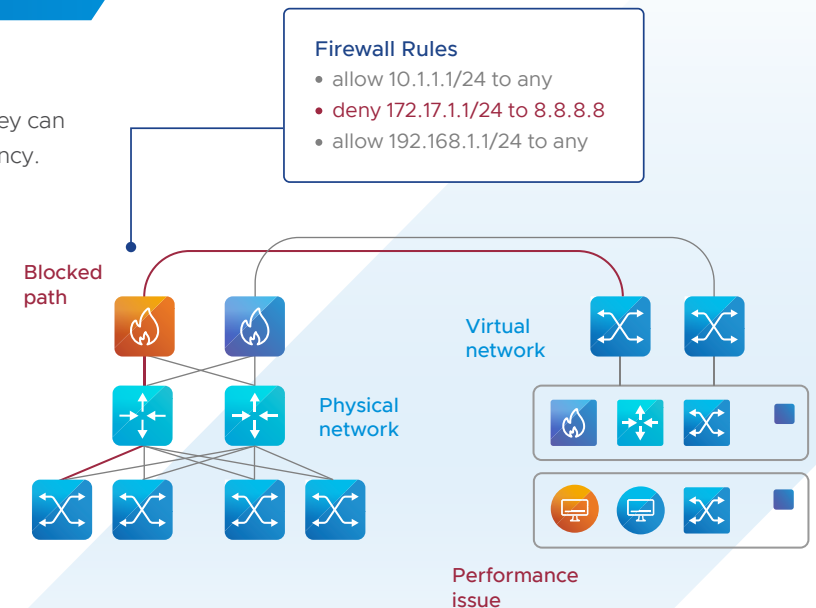 ey can
ncy.
Firewall Rules
• allow 10.1.1.1/24 to any
• deny 172.17.1.1/24 to 8.8.8.8
• allow 192.168.1.1/24 to any
Blocked
path
Virtual
network
Physical
network
Performance
issue